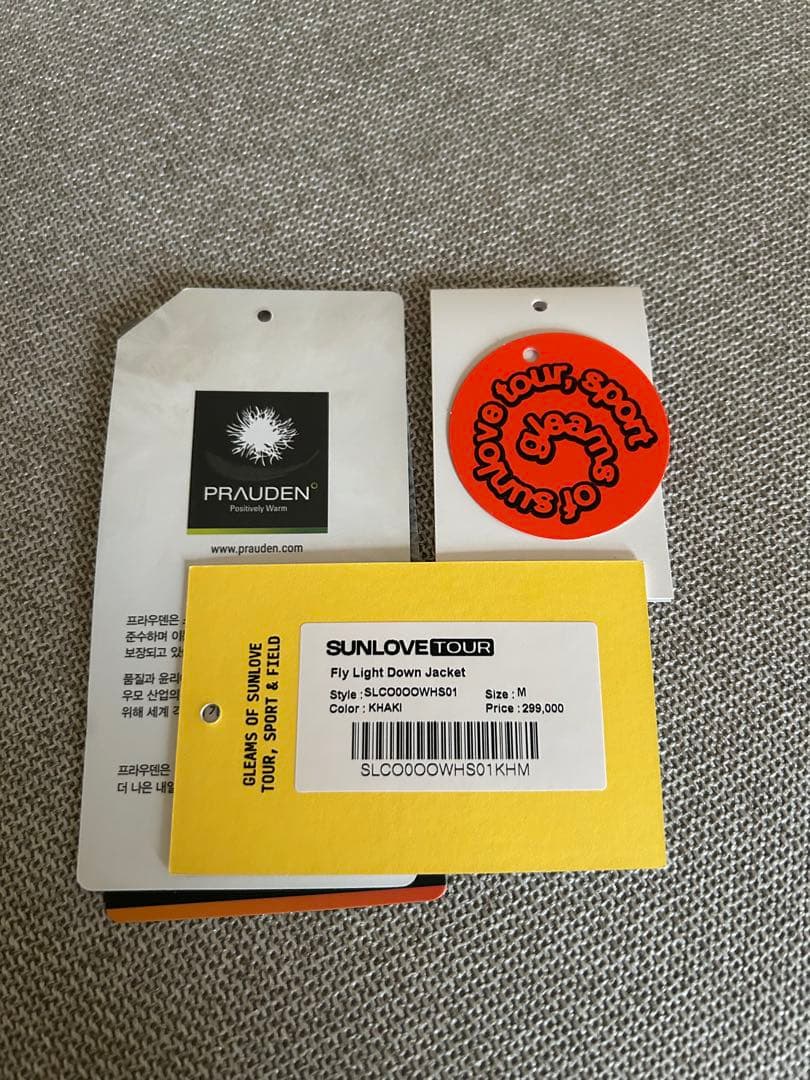 PRAUDEN
Positively Warm
www.prauden.com
프라우덴은
준수하며
보장되고
품질과
우모 산업의
위해 세계
프라우덴은
더 나은
gleams of sunlove tour, sport
GLEAMS OF SUNLOVE
TOUR, SPORT & FIELD
SUNLOVE TOUR
Fly Light Down Jacket
Style : SLCO0OOWHS01 Size : M
Color : KHAKI Price : 299,000
SLCO0OOWHS01KHM